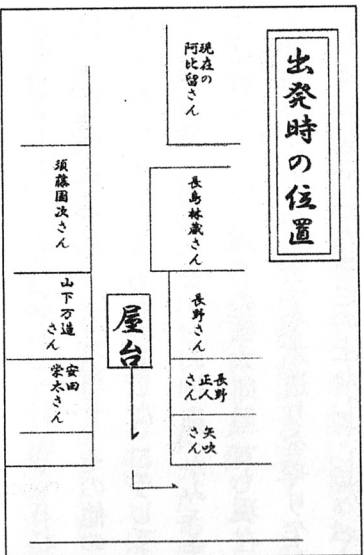 出発時の位置
現在の
阿比留さん
長島林蔵さん
長野さん
長野
正人
さん
矢吹
さん
屋台
須藤国次さん
山下万造
さん
安田
栄太さん